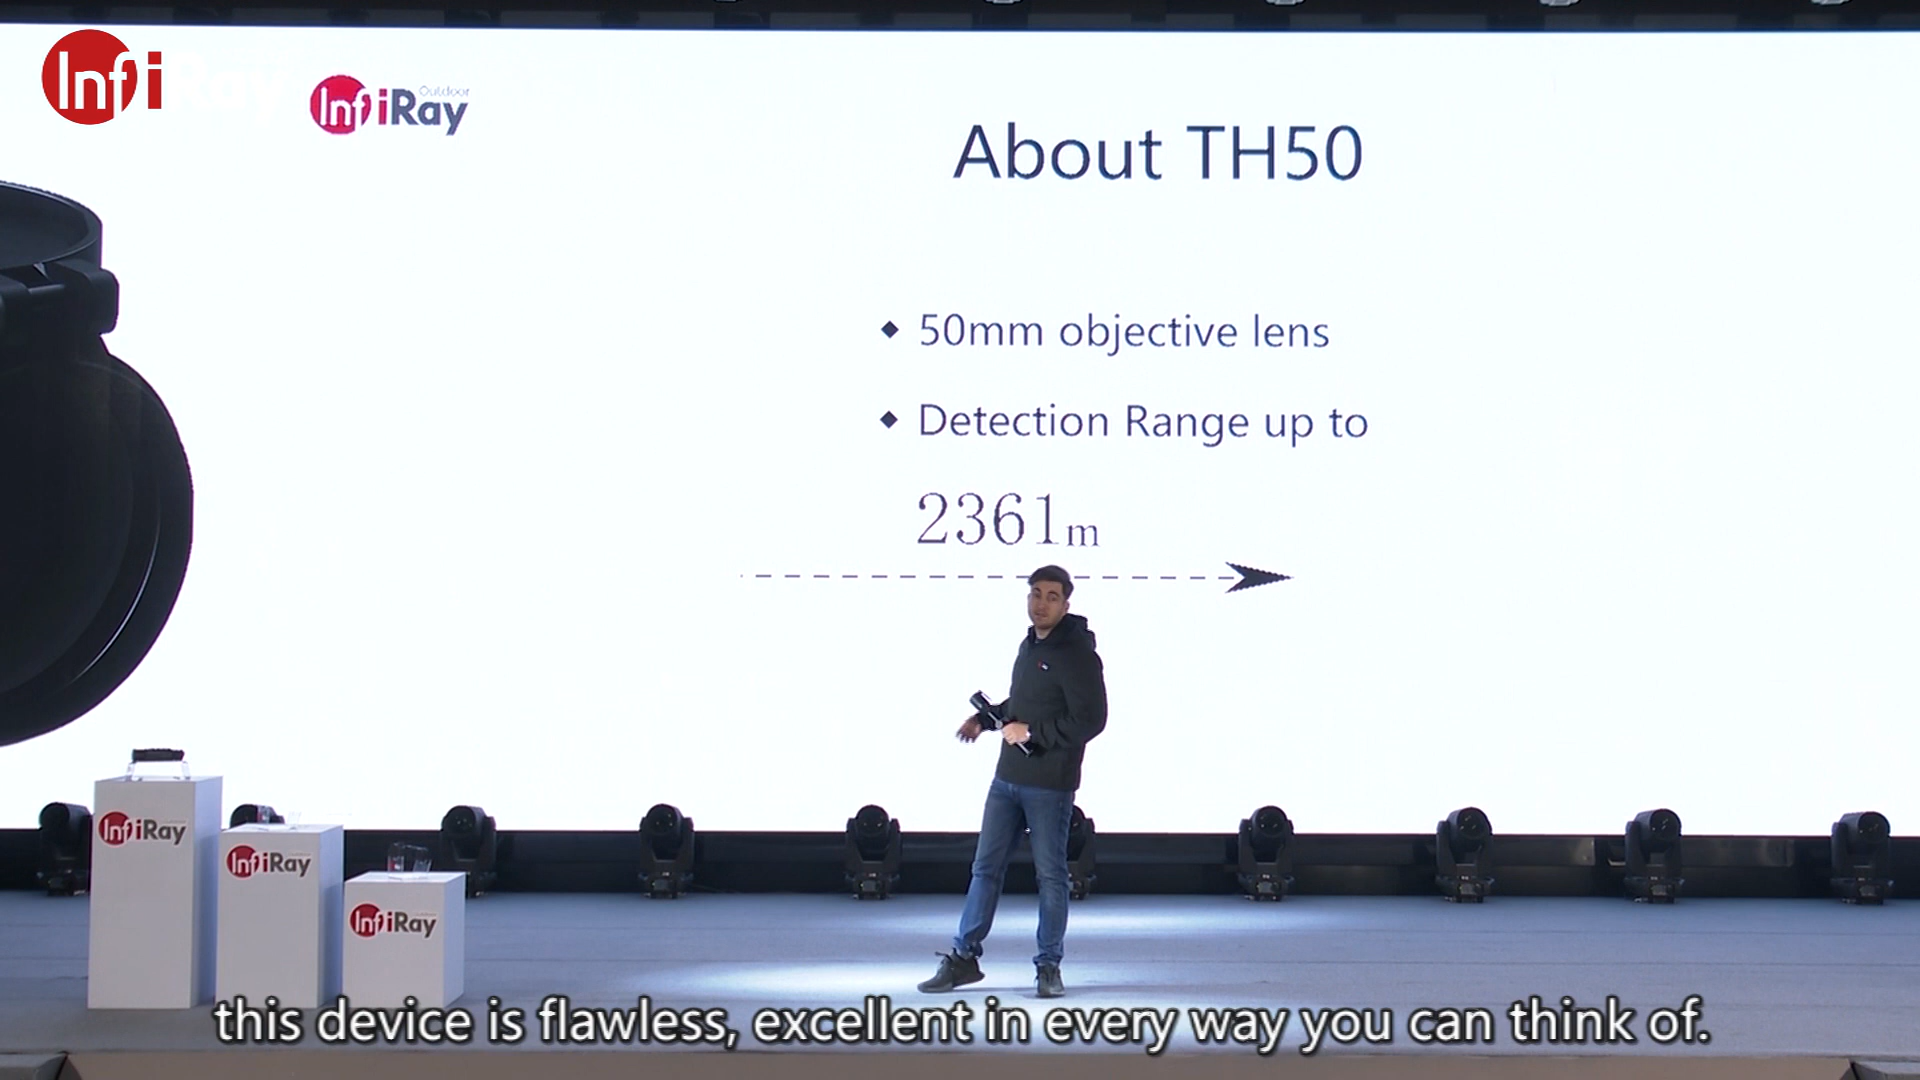 InfiRay
Outdoor
InfiRay
About TH50
◆ 50mm objective lens
◆ Detection Range up to
2361m
InfiRay
InfiRay
InfiRay
this device is flawless, excellent in every way you can think of.